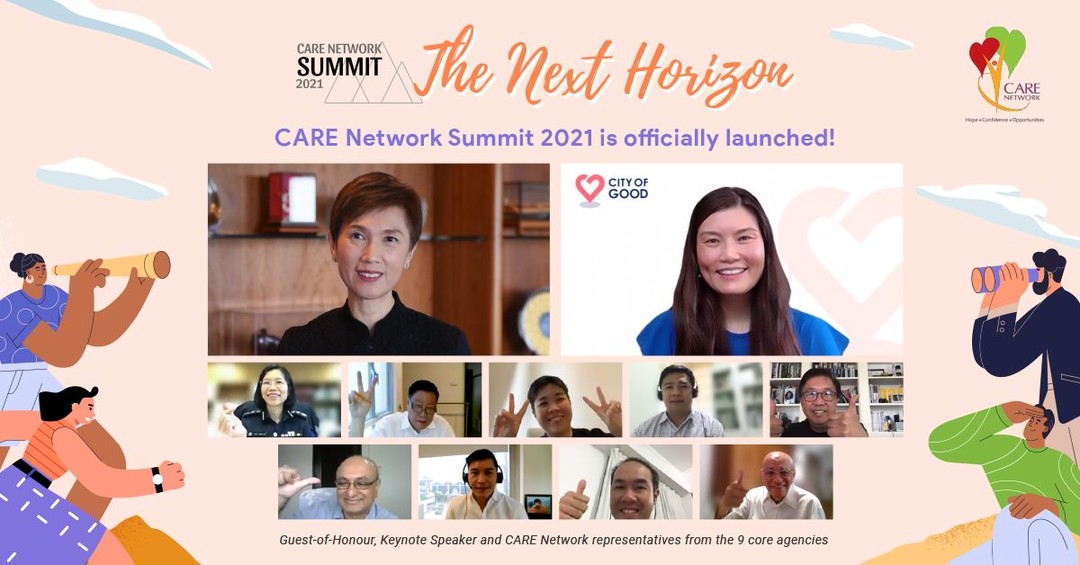 CARE NETWORK
SUMMIT
2021
The Next Horizon
CARE NETWORK
Hope • Confidence • Opportunities
CARE Network Summit 2021 is officially launched!
CITY OF
GOOD
Guest-of-Honour, Keynote Speaker and CARE Network representatives from the 9 core agencies